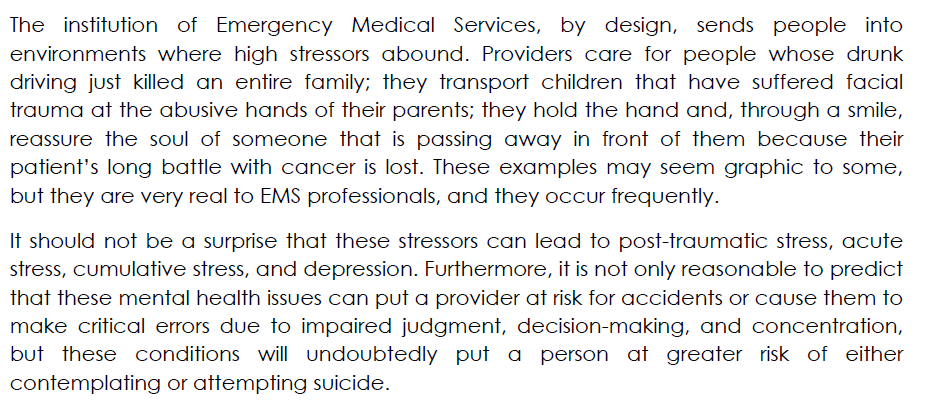 The institution of Emergency Medical Services, by design, sends people into
environments where high stressors abound. Providers care for people whose drunk
driving just killed an entire family; they transport children that have suffered facial
trauma at the abusive hands of their parents; they hold the hand and, through a smile,
reassure the soul of someone that is passing away in front of them because their
patient's long battle with cancer is lost. These examples may seem graphic to some,
but they are very real to EMS professionals, and they occur frequently.
It should not be a surprise that these stressors can lead to post-traumatic stress, acute
stress, cumulative stress, and depression. Furthermore, it is not only reasonable to predict
that these mental health issues can put a provider at risk for accidents or cause them to
make critical errors due to impaired judgment, decision-making, and concentration,
but these conditions will undoubtedly put a person at greater risk of either
contemplating or attempting suicide.